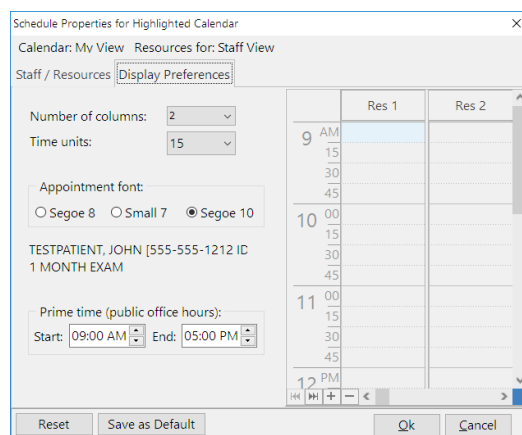 Schedule Properties for Highlighted Calendar
Calendar: My View Resources for: Staff View
Staff / Resources Display Preferences
Number of columns: 2
Time units: 15
Appointment font:
Segoe 8 Small 7 Segoe 10
TESTPATIENT, JOHN [555-555-1212 ID
1 MONTH EXAM
Prime time (public office hours):
Start: 09:00 AM End: 05:00 PM
Res 1 Res 2
9 AM
15
30
45
10 00
15
30
45
11 00
15
30
45
12 PM
Reset Save as Default Ok Cancel